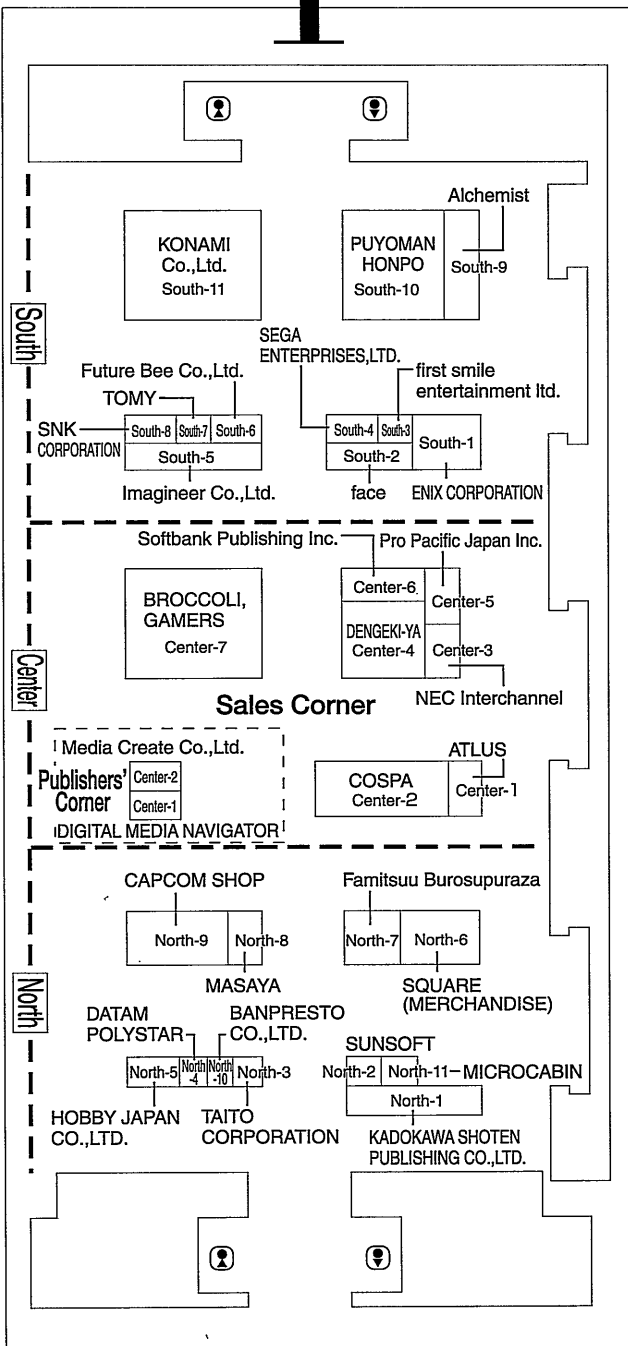 Alchemist
KONAMI
Co.,Ltd.
South-11
PUYOMAN
HONPO
South-10
South-9
South
SEGA
ENTERPRISES,LTD.
Future Bee Co.,Ltd.
first smile
entertainment ltd.
TOMY
SNK
CORPORATION
South-8
South-7
South-6
South-5
South-4
South-3
South-2
South-1
Imagineer Co.,Ltd.
face
ENIX CORPORATION
Softbank Publishing Inc.
Pro Pacific Japan Inc.
BROCCOLI,
GAMERS
Center-7
Center-6
Center-5
DENGEKI-YA
Center-4
Center-3
Center
NEC Interchannel
Sales Corner
Media Create Co.,Ltd.
Publishers'
Corner
Center-2
Center-1
DIGITAL MEDIA NAVIGATOR
ATLUS
COSPA
Center-2
Center-1
CAPCOM SHOP
Famitsuu Burosupuraza
North-9
North-8
North-7
North-6
MASAYA
SQUARE
(MERCHANDISE)
North
DATAM
POLYSTAR
BANPRESTO
CO.,LTD.
SUNSOFT
North-5
North
-4
North
-10
North-3
North-2
North-11
MICROCABIN
North-1
HOBBY JAPAN
CO.,LTD.
TAITO
CORPORATION
KADOKAWA SHOTEN
PUBLISHING CO.,LTD.